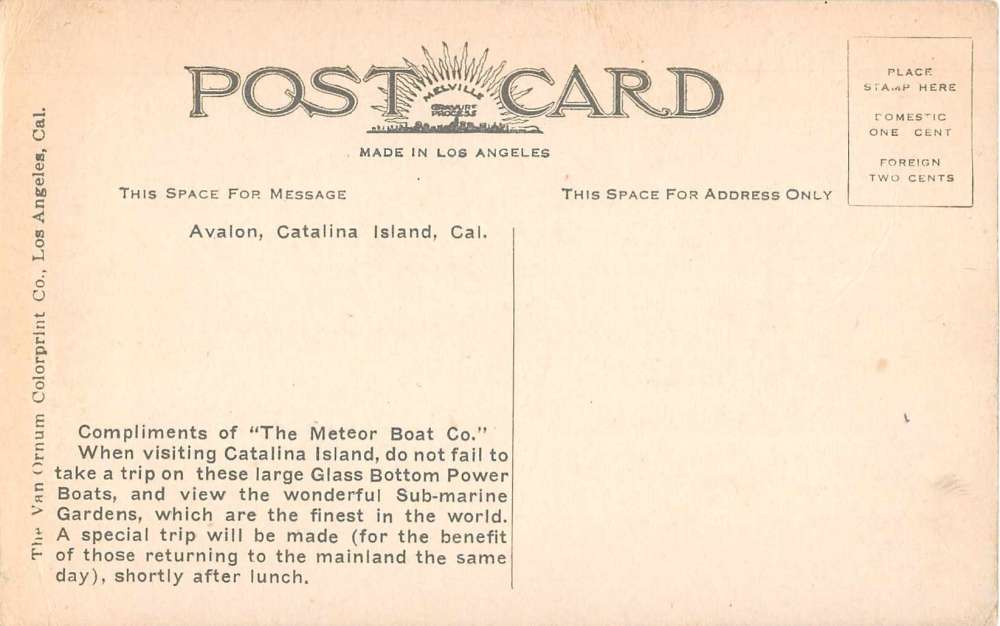 POST CARD
MELVILLE
GRAVURE
PROCESS
MADE IN LOS ANGELES
PLACE
STAMP HERE
DOMESTIC
ONE CENT
FOREIGN
TWO CENTS
THIS SPACE FOR MESSAGE
THIS SPACE FOR ADDRESS ONLY
Avalon, Catalina Island, Cal.
Compliments of "The Meteor Boat Co."
When visiting Catalina Island, do not fail to
take a trip on these large Glass Bottom Power
Boats, and view the wonderful Sub-marine
Gardens, which are the finest in the world.
A special trip will be made (for the benefit
of those returning to the mainland the same
day), shortly after lunch.
The Van Ornum Colorprint Co., Los Angeles, Cal.